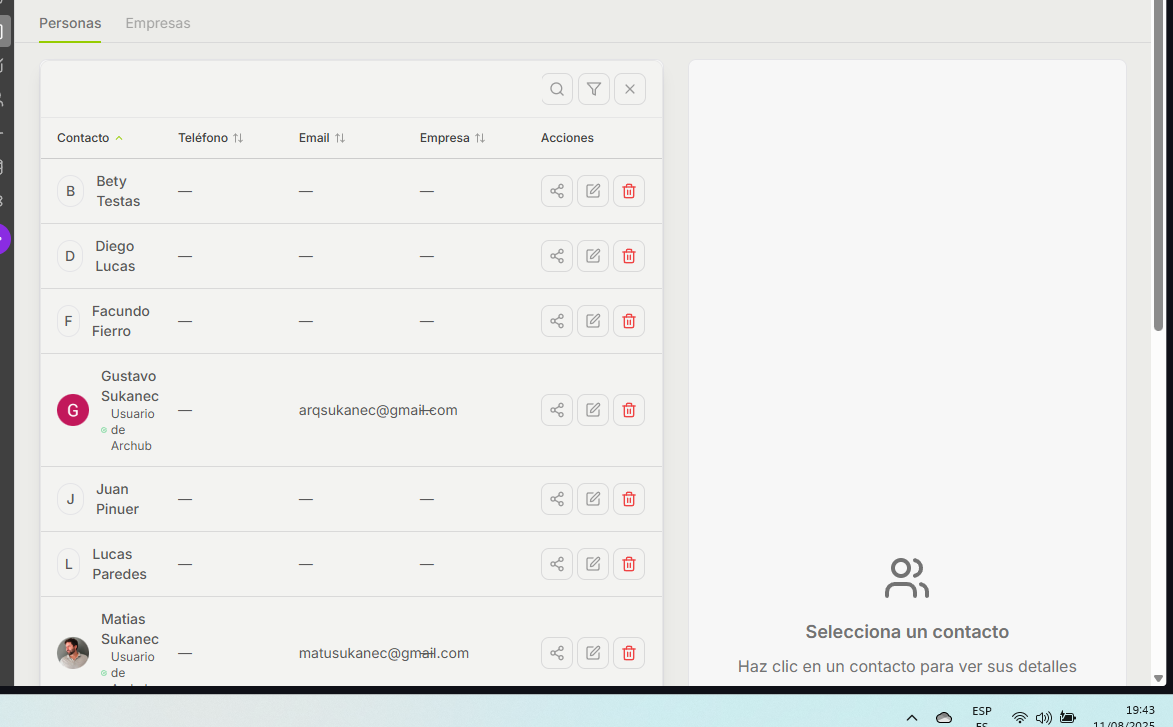 Personas Empresas
Contacto Teléfono Email Empresa Acciones
B Bety
Testas
— — —
D Diego
Lucas
— — —
F Facundo
Fierro
— — —
G Gustavo
Sukanec
Usuario
de
Archub
— arqsukanec@gmail.com —
J Juan
Pinuer
— — —
L Lucas
Paredes
— — —
Matias
Sukanec
Usuario
de
— matusukanec@gmail.com —
Selecciona un contacto
Haz clic en un contacto para ver sus detalles
ESP
ES
19:43
11/08/2025